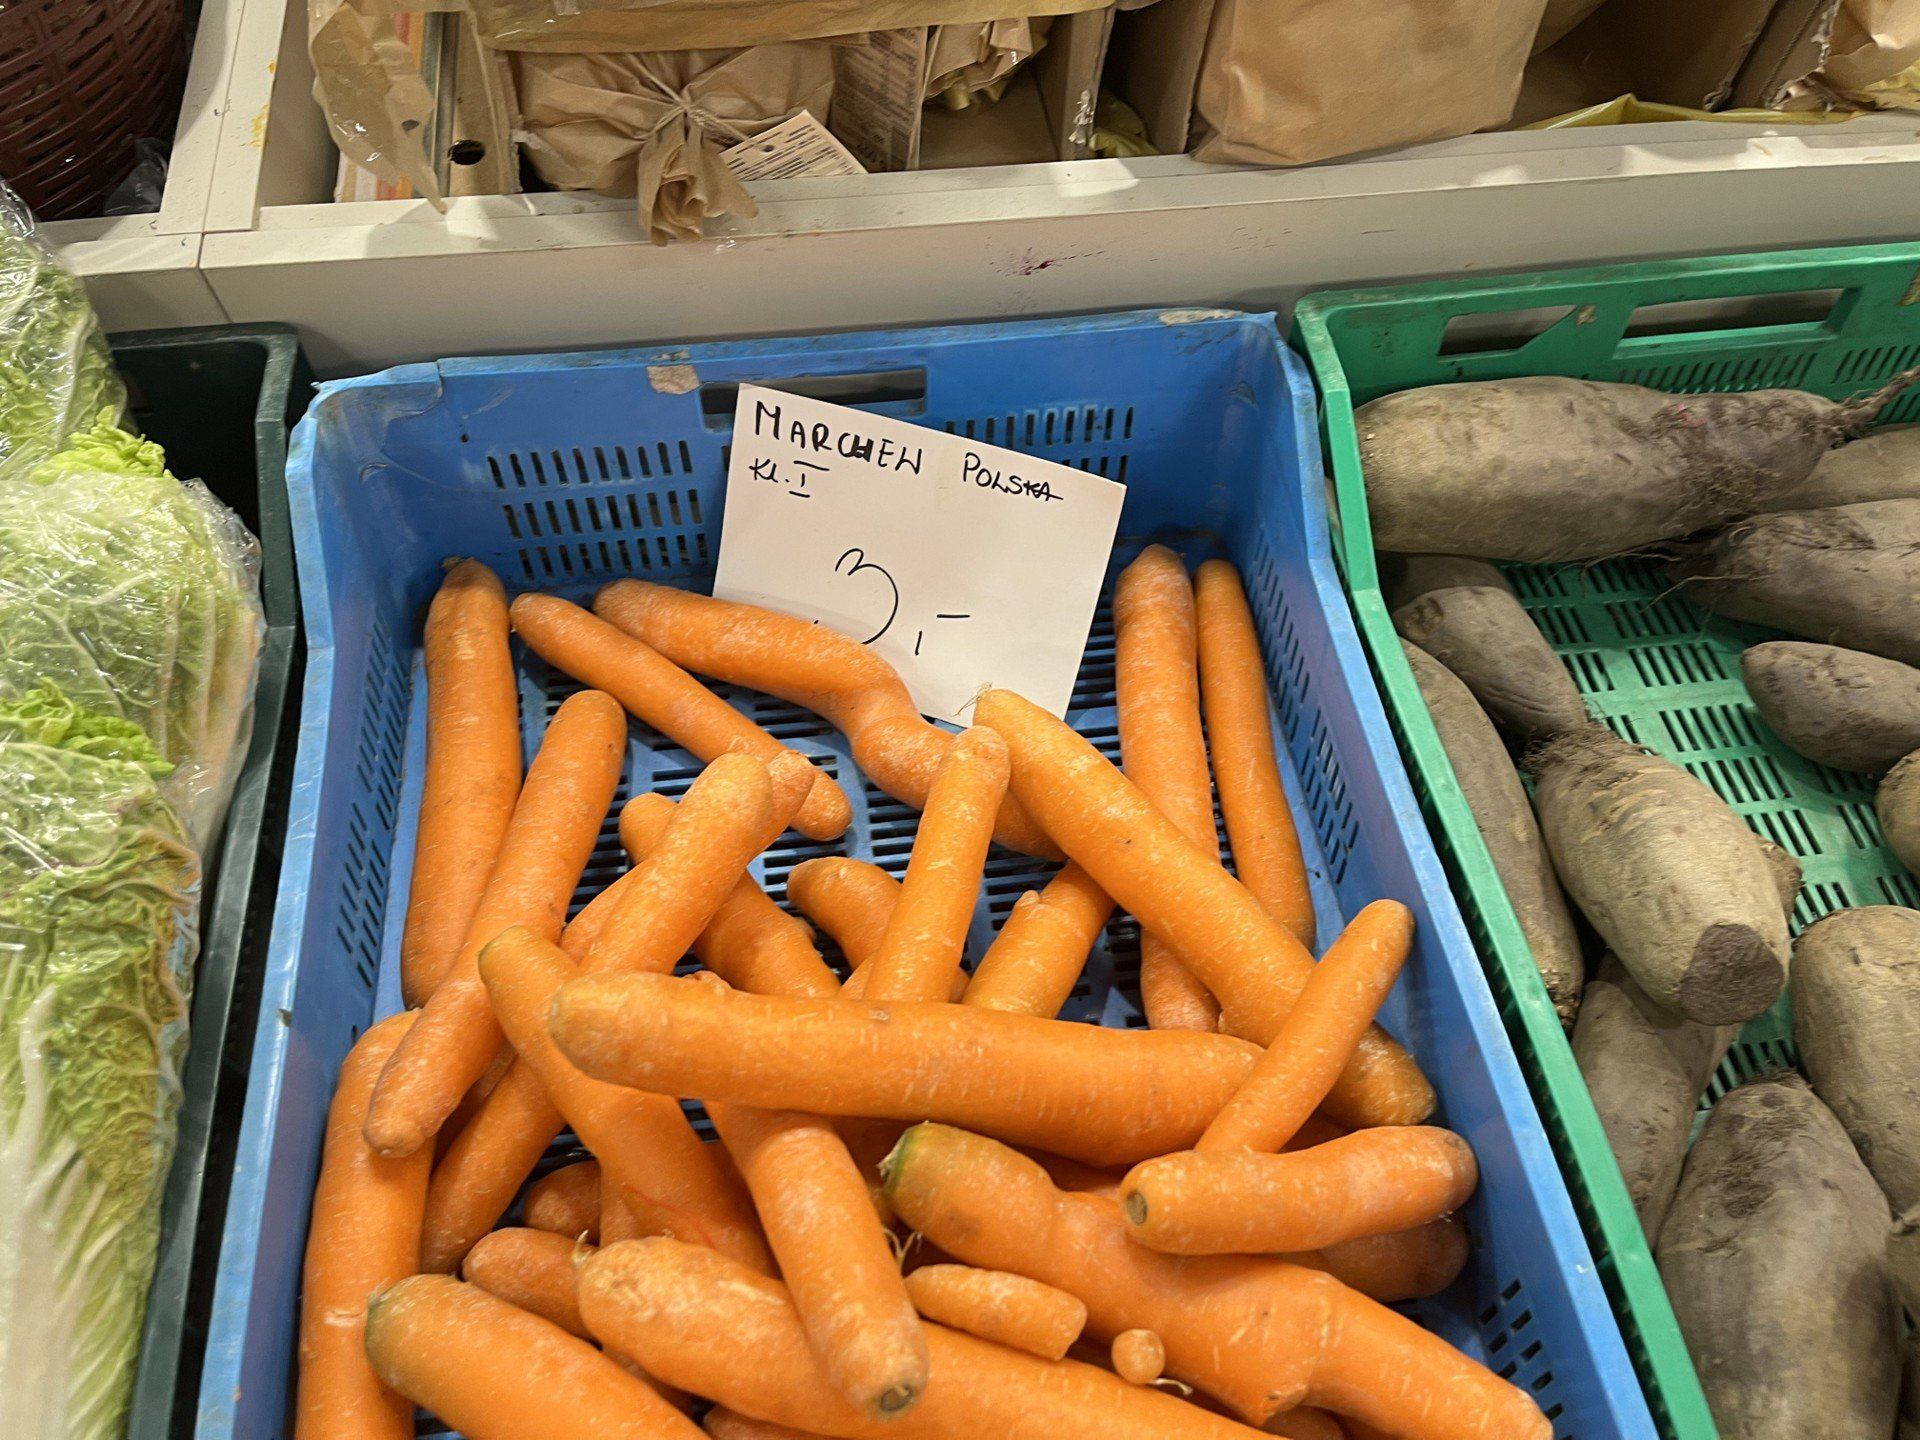 MARCHEW POLSKA
KL. I
3,-